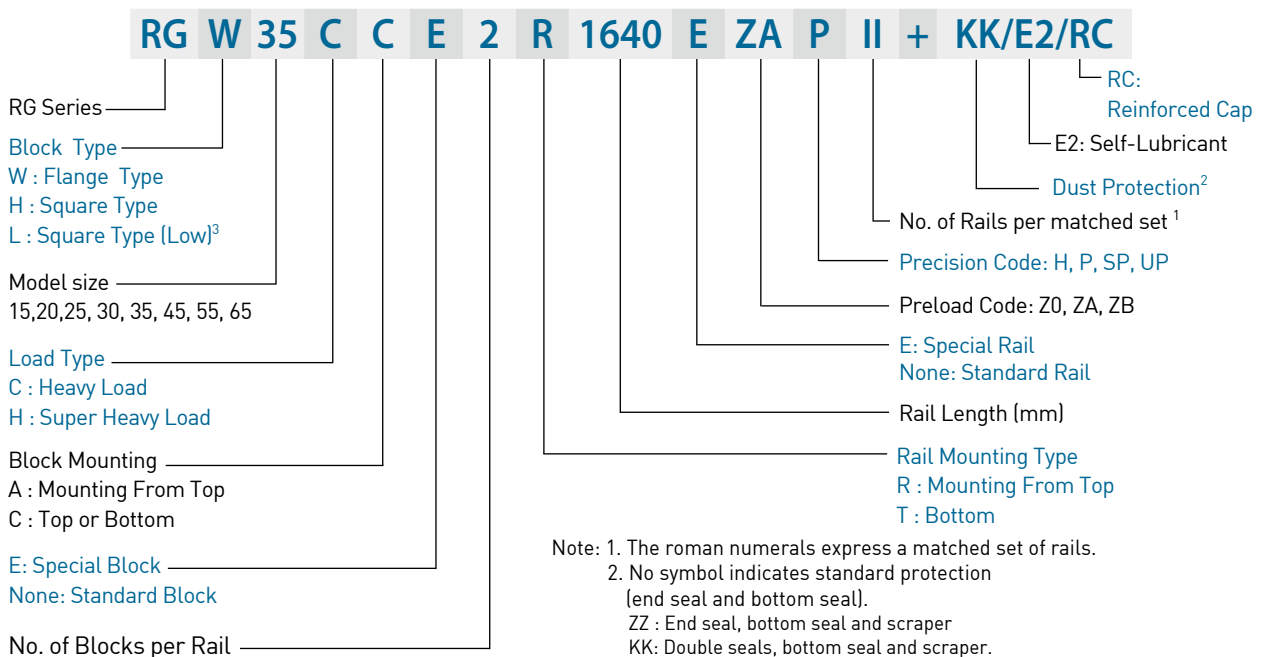 RG W 35 C C E 2 R 1640 E ZA P II + KK/E2/RC
RG Series
Block Type
W : Flange Type
H : Square Type
L : Square Type (Low)3
Model size
15,20,25, 30, 35, 45, 55, 65
Load Type
C : Heavy Load
H : Super Heavy Load
Block Mounting
A : Mounting From Top
C : Top or Bottom
E: Special Block
None: Standard Block
No. of Blocks per Rail
RC:
Reinforced Cap
E2: Self-Lubricant
Dust Protection2
No. of Rails per matched set 1
Precision Code: H, P, SP, UP
Preload Code: Z0, ZA, ZB
E: Special Rail
None: Standard Rail
Rail Length (mm)
Rail Mounting Type
R : Mounting From Top
T : Bottom
Note: 1. The roman numerals express a matched set of rails.
2. No symbol indicates standard protection
(end seal and bottom seal).
ZZ : End seal, bottom seal and scraper
KK: Double seals, bottom seal and scraper.